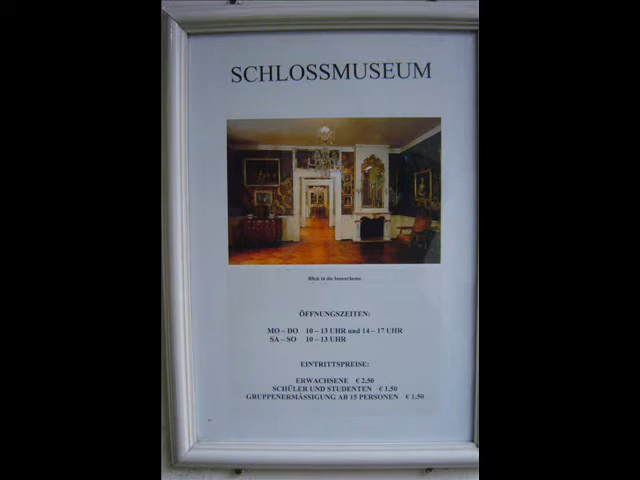 SCHLOSSMUSEUM
Blick in die Innenräume
ÖFFNUNGSZEITEN:
MO – DO 10 – 13 UHR und 14 – 17 UHR
SA – SO 10 – 13 UHR
EINTRITTSPREISE:
ERWACHSENE € 2,50
SCHÜLER UND STUDENTEN € 1,50
GRUPPENERMÄSSIGUNG AB 15 PERSONEN € 1,50